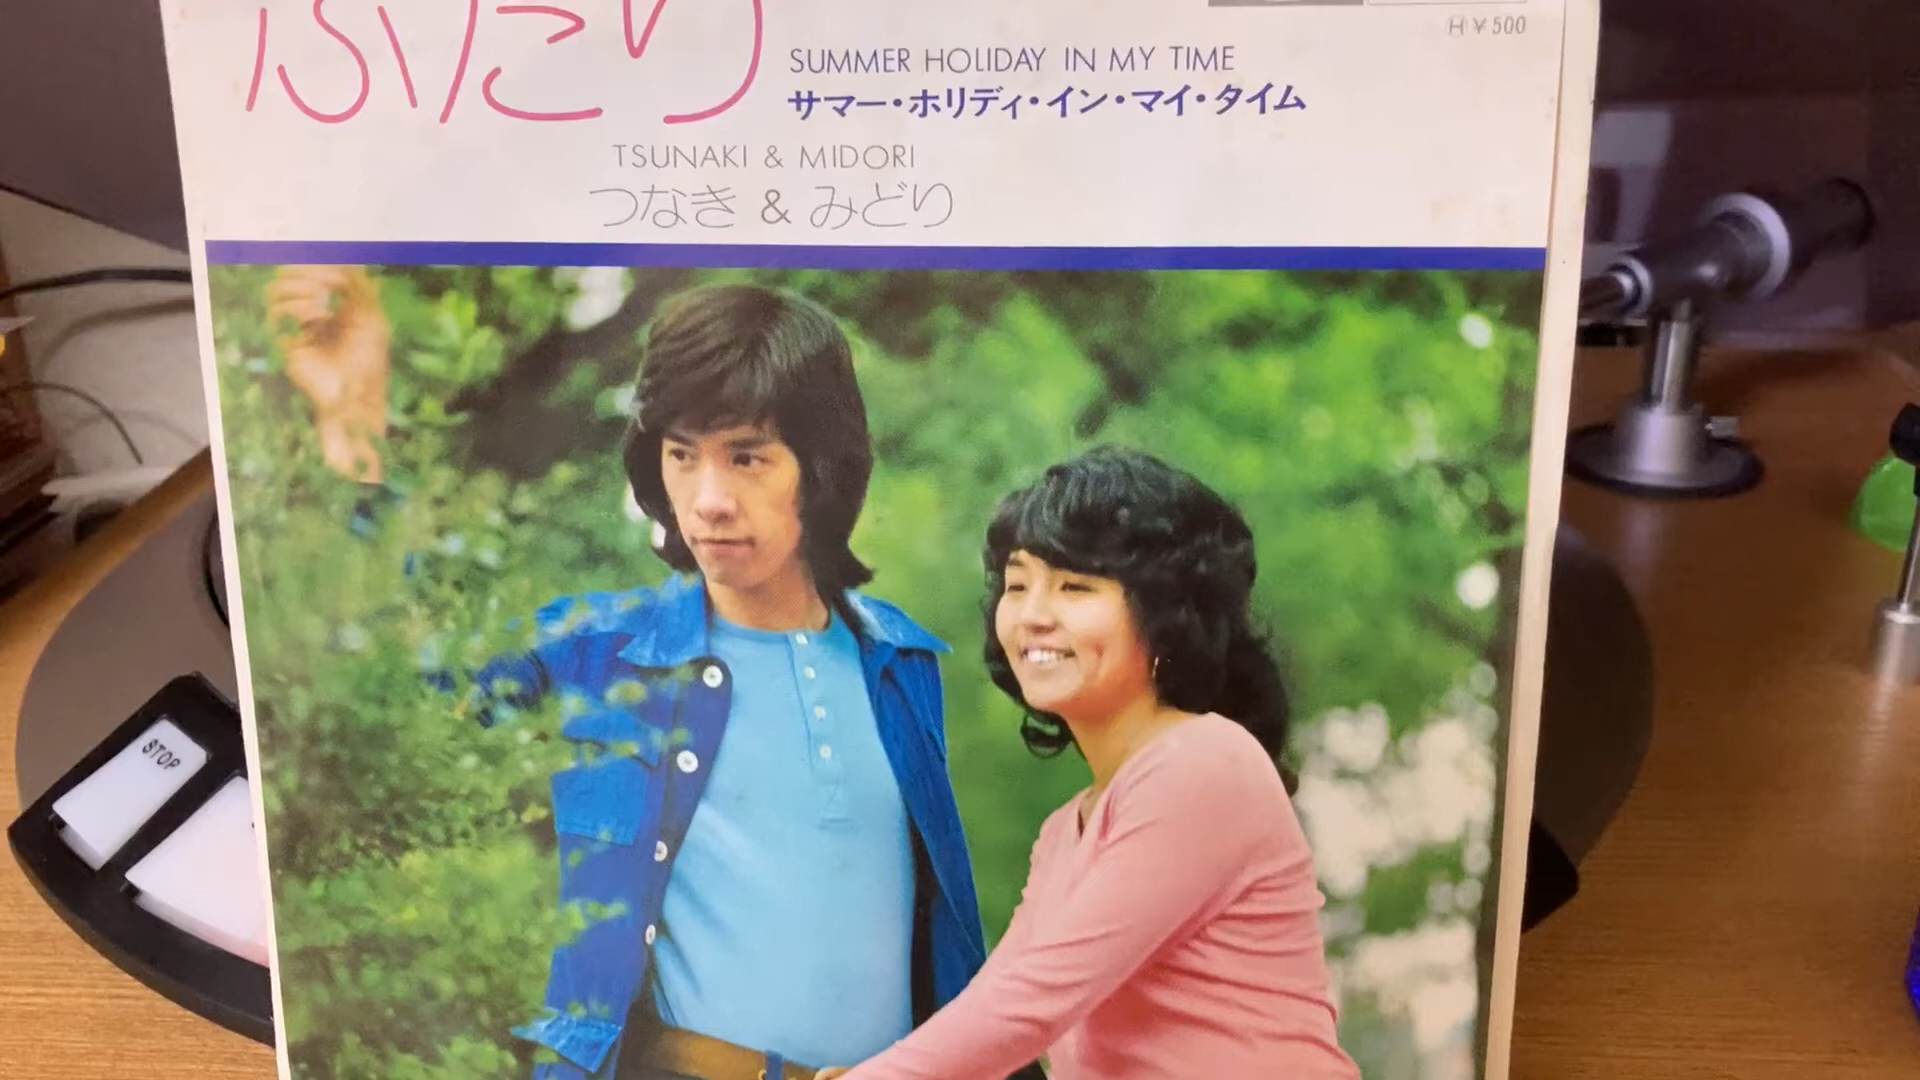 Ⓗ¥500
ふたり
SUMMER HOLIDAY IN MY TIME
サマー・ホリディ・イン・マイ・タイム
TSUNAKI & MIDORI
つなき & みどり
STOP